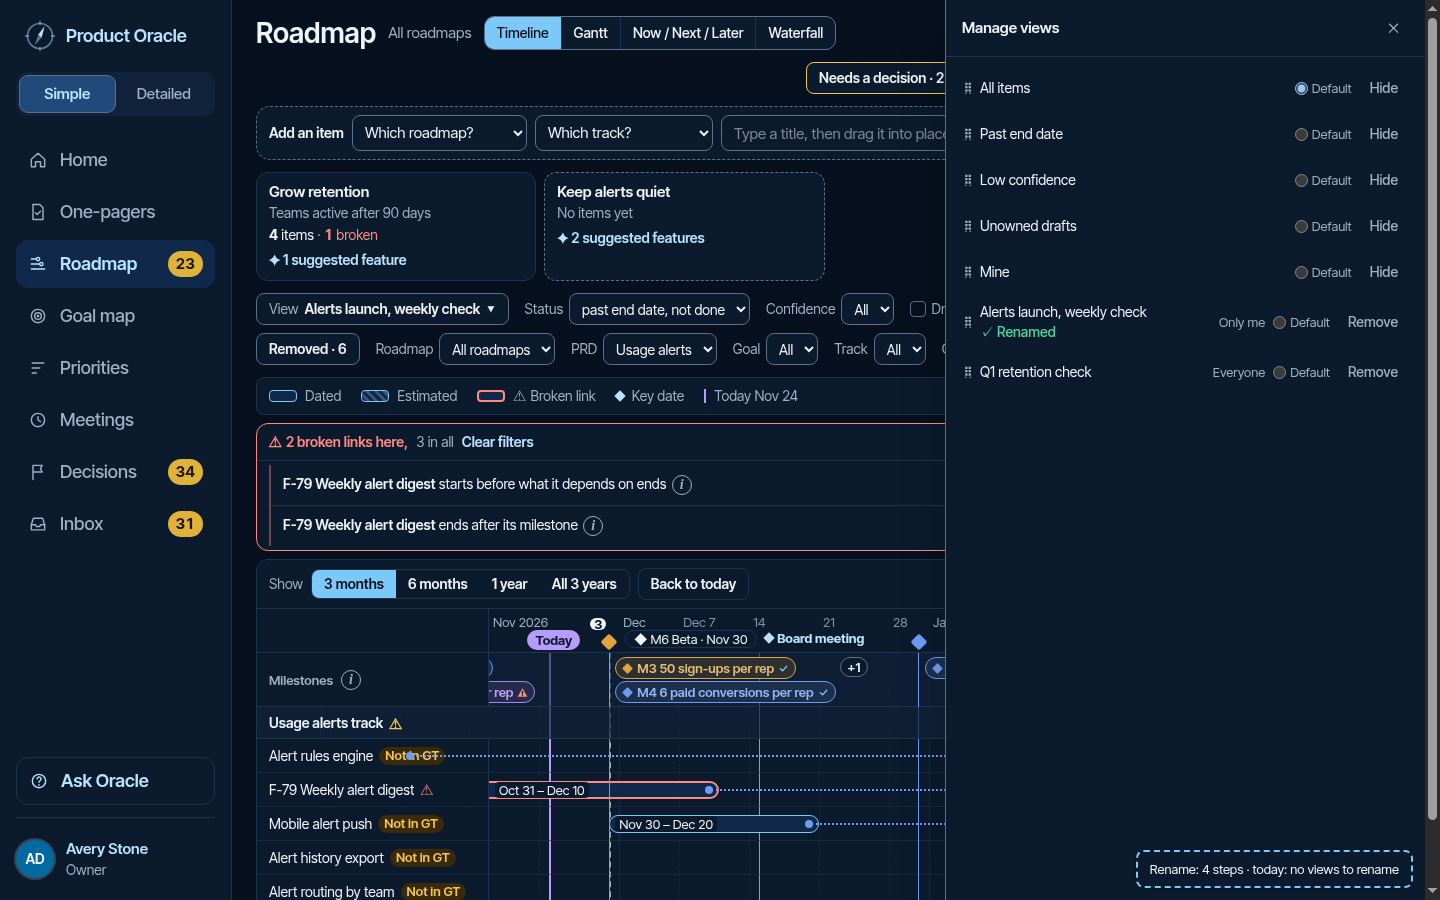 Product Oracle
Simple
Detailed
Home
One-pagers
Roadmap
23
Goal map
Priorities
Meetings
Decisions
34
Inbox
31
Ask Oracle
AD
Avery Stone
Owner
Roadmap
All roadmaps
Timeline
Gantt
Now / Next / Later
Waterfall
Needs a decision · 2
Add an item
Which roadmap?
Which track?
Type a title, then drag it into place
Grow retention
Teams active after 90 days
4 items · 1 broken
✦ 1 suggested feature
Keep alerts quiet
No items yet
✦ 2 suggested features
View Alerts launch, weekly check ▾
Status
past end date, not done
Confidence
All
Dr
Removed · 6
Roadmap
All roadmaps
PRD
Usage alerts
Goal
All
Track
All
Dated
Estimated
⚠ Broken link
Key date
Today Nov 24
⚠ 2 broken links here, 3 in all Clear filters
F-79 Weekly alert digest starts before what it depends on ends i
F-79 Weekly alert digest ends after its milestone i
Show
3 months
6 months
1 year
All 3 years
Back to today
Nov 2026
3
Dec
Dec 7
14
21
28
Ja
Today
M6 Beta · Nov 30
Board meeting
Milestones i
M3 50 sign-ups per rep ✓
+1
r rep ⚠
M4 6 paid conversions per rep ✓
Usage alerts track ⚠
Alert rules engine Not in GT
F-79 Weekly alert digest ⚠
Oct 31 – Dec 10
Mobile alert push Not in GT
Nov 30 – Dec 20
Alert history export Not in GT
Alert routing by team Not in GT
Manage views
×
All items
Default
Hide
Past end date
Default
Hide
Low confidence
Default
Hide
Unowned drafts
Default
Hide
Mine
Default
Hide
Alerts launch, weekly check
✓ Renamed
Only me
Default
Remove
Q1 retention check
Everyone
Default
Remove
Rename: 4 steps · today: no views to rename